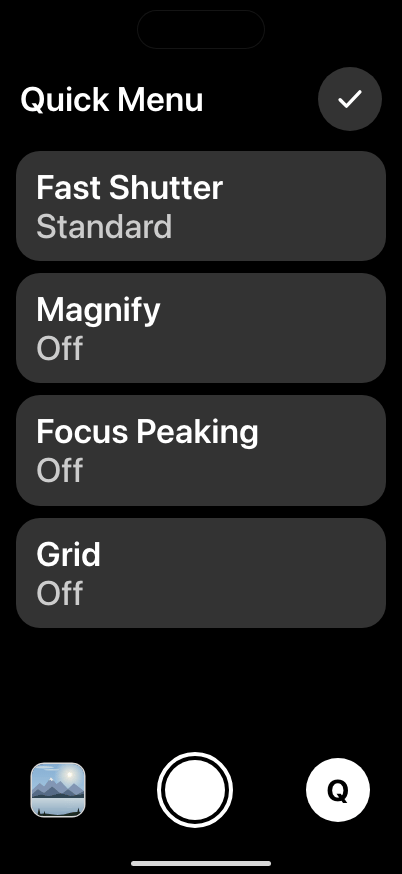 Quick Menu
Fast Shutter
Standard
Magnify
Off
Focus Peaking
Off
Grid
Off
Q